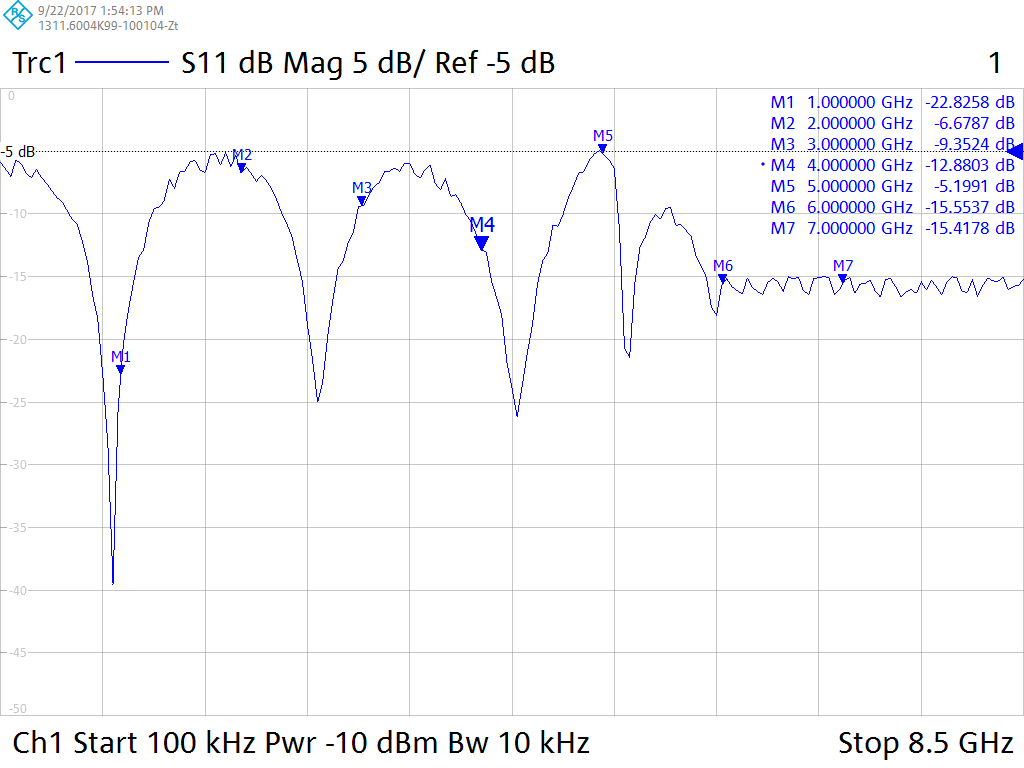 R&S
9/22/2017 1:54:13 PM
1311.6004K99-100104-Zt
Trc1 S11 dB Mag 5 dB/ Ref -5 dB 1
0
M1 1.000000 GHz -22.8258 dB
M2 2.000000 GHz -6.6787 dB
M3 3.000000 GHz -9.3524 dB
• M4 4.000000 GHz -12.8803 dB
M5 5.000000 GHz -5.1991 dB
M6 6.000000 GHz -15.5537 dB
M7 7.000000 GHz -15.4178 dB
M5
-5 dB
M2
M3
-10
M4
M6
M7
-15
-20
M1
-25
-30
-35
-40
-45
-50
Ch1 Start 100 kHz Pwr -10 dBm Bw 10 kHz Stop 8.5 GHz